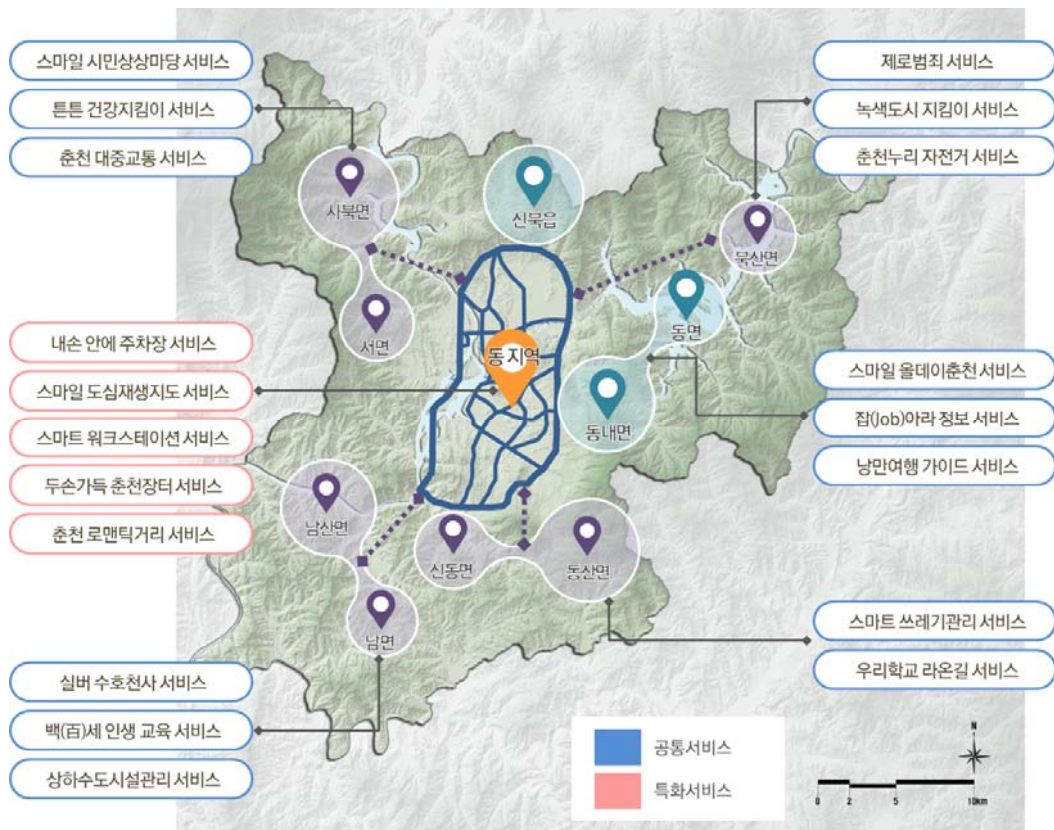 스마일 시민상상마당 서비스
튼튼 건강지킴이 서비스
춘천 대중교통 서비스
제로범죄 서비스
녹색도시 지킴이 서비스
춘천누리 자전거 서비스
사북면
신북읍
북산면
서면
동면
동지역
동내면
내손 안에 주차장 서비스
스마일 도심재생지도 서비스
스마트 워크스테이션 서비스
두손가득 춘천장터 서비스
춘천 로맨틱거리 서비스
스마일 올데이춘천 서비스
잡(Job)아라 정보 서비스
낭만여행 가이드 서비스
남산면
신동면
동산면
남면
스마트 쓰레기관리 서비스
우리학교 라온길 서비스
실버 수호천사 서비스
백(百)세 인생 교육 서비스
상하수도시설관리 서비스
공통서비스
특화서비스
N
0 2 5 10km